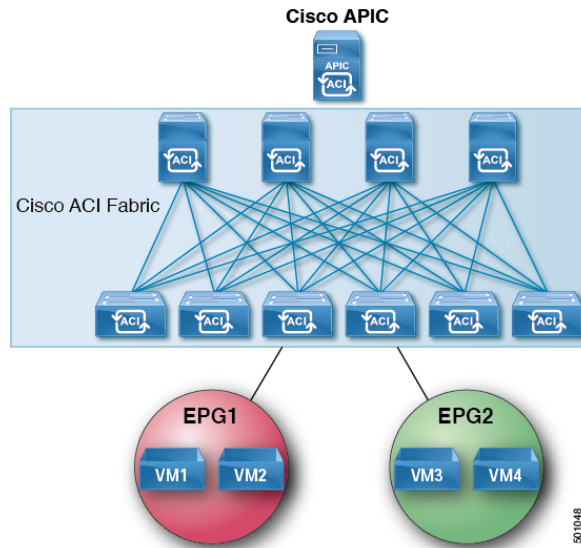 Cisco APIC
APIC
ACI
ACI
ACI
ACI
ACI
Cisco ACI Fabric
ACI
ACI
ACI
ACI
ACI
ACI
EPG1
EPG2
VM1
VM2
VM3
VM4
501048